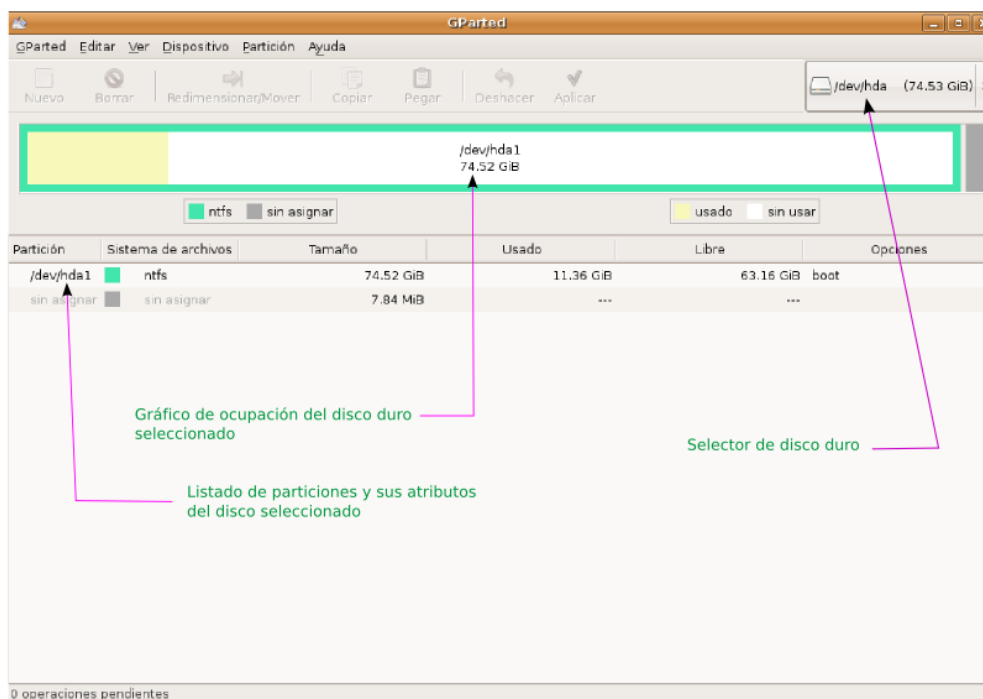 GParted
GParted Editar Ver Dispositivo Partición Ayuda
Nuevo Borrar Redimensionar/Mover Copiar Pegar Deshacer Aplicar
/dev/hda (74.53 GiB)
/dev/hda1
74.52 GiB
ntfs sin asignar
usado sin usar
Partición Sistema de archivos Tamaño Usado Libre Opciones
/dev/hda1 ntfs 74.52 GiB 11.36 GiB 63.16 GiB boot
sin asignar sin asignar 7.84 MiB --- ---
Gráfico de ocupación del disco duro
seleccionado
Selector de disco duro
Listado de particiones y sus atributos
del disco seleccionado
0 operaciones pendientes